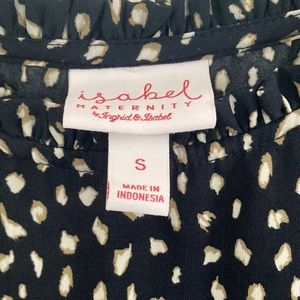 isabel
MATERNITY
by Ingrid & Isabel
S
MADE IN
INDONESIA